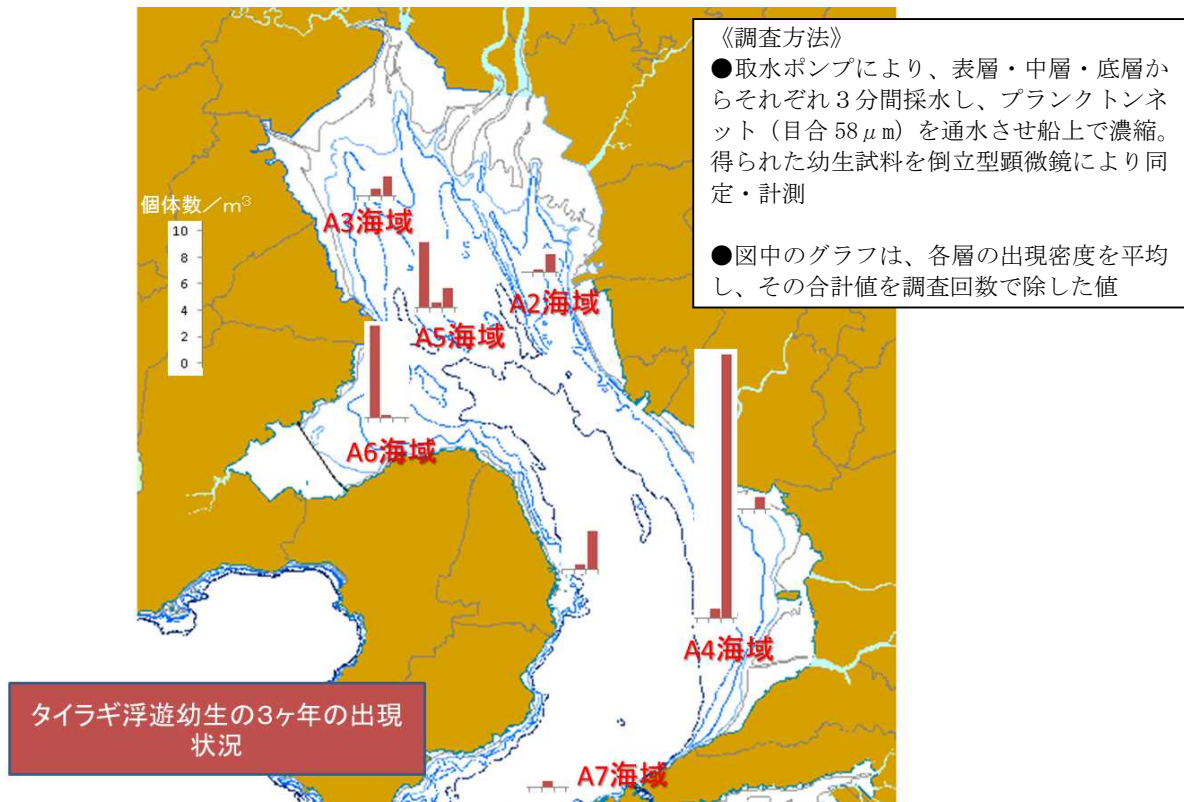 《調査方法》
●取水ポンプにより、表層・中層・底層か
らそれぞれ３分間採水し、プランクトンネ
ット（目合 58μm）を通水させ船上で濃縮。
得られた幼生試料を倒立型顕微鏡により同
定・計測
●図中のグラフは、各層の出現密度を平均
し、その合計値を調査回数で除した値
個体数／m³
10
8
6
4
2
0
A3海域
A2海域
A5海域
A6海域
A4海域
A7海域
タイラギ浮遊幼生の3ヶ年の出現
状況